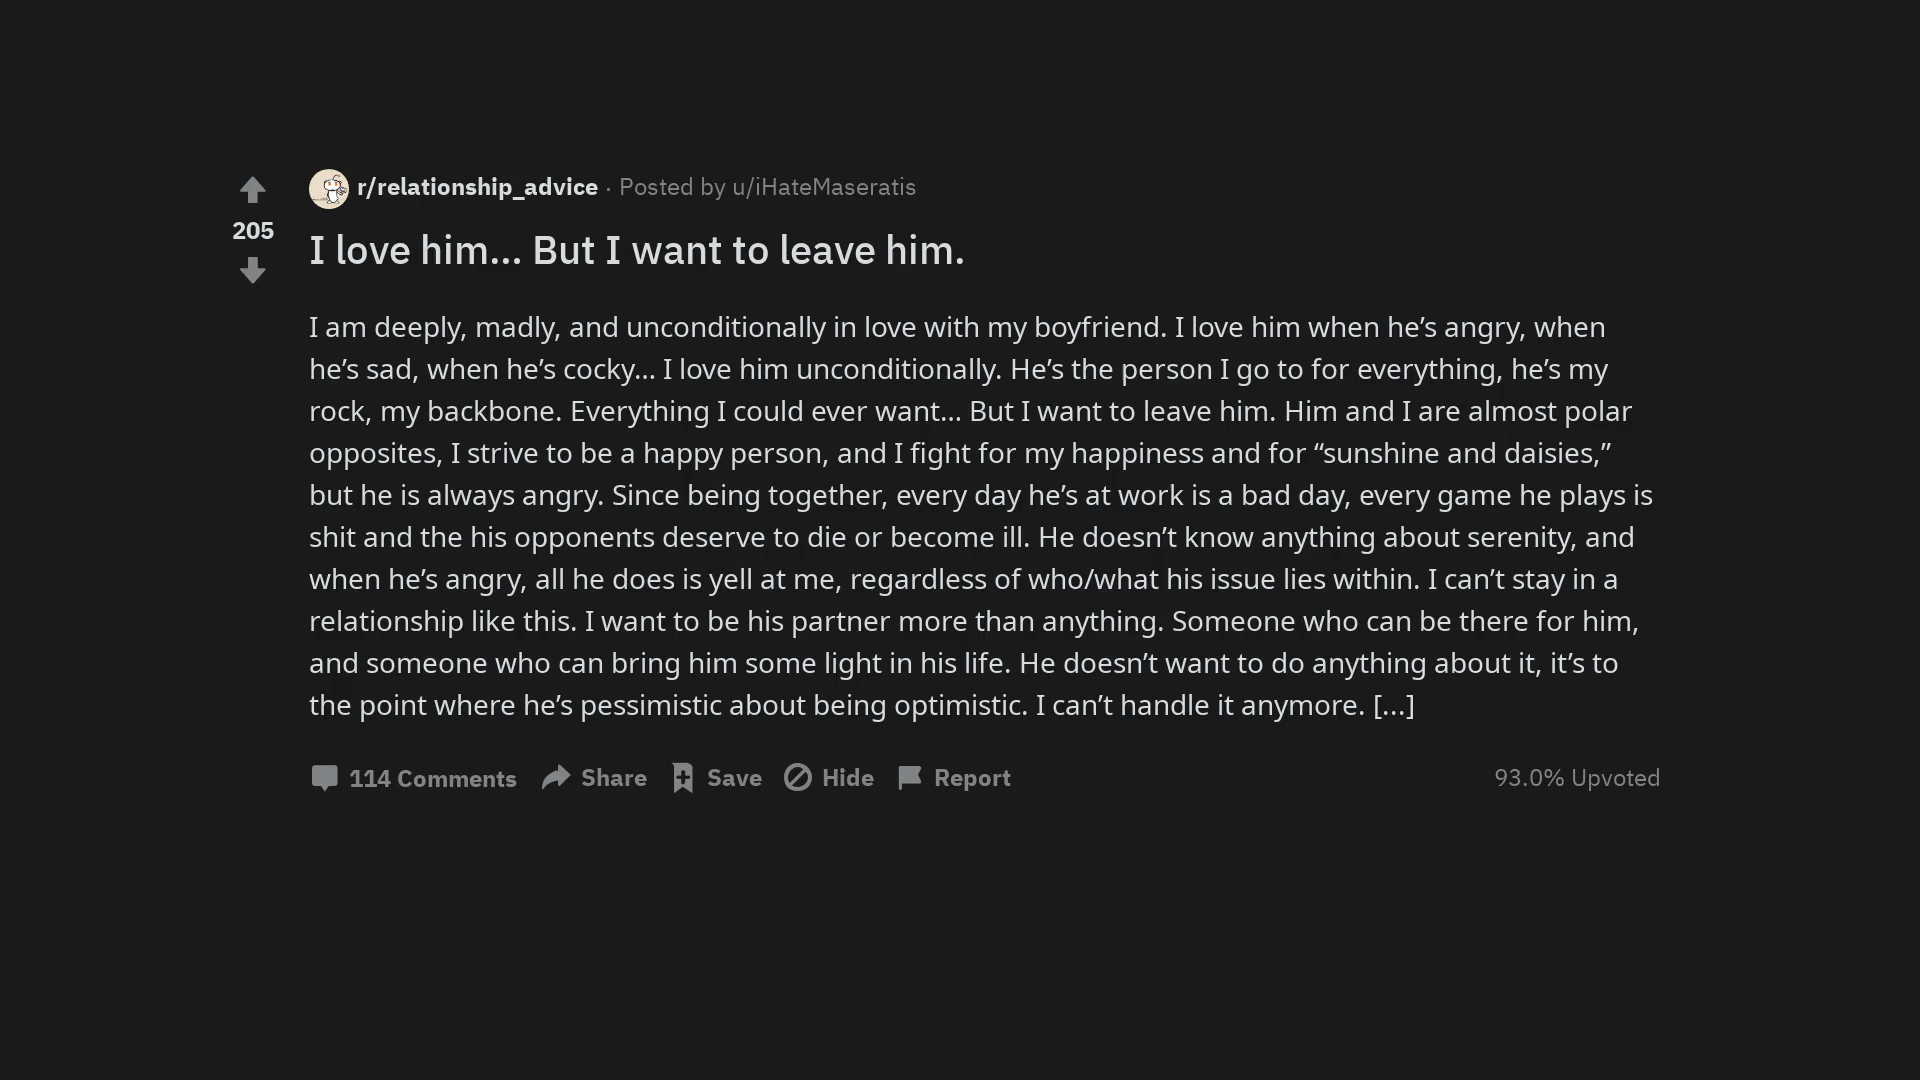 r/relationship_advice · Posted by u/iHateMaseratis
205
I love him... But I want to leave him.
I am deeply, madly, and unconditionally in love with my boyfriend. I love him when he’s angry, when
he’s sad, when he’s cocky... I love him unconditionally. He’s the person I go to for everything, he’s my
rock, my backbone. Everything I could ever want... But I want to leave him. Him and I are almost polar
opposites, I strive to be a happy person, and I fight for my happiness and for “sunshine and daisies,”
but he is always angry. Since being together, every day he’s at work is a bad day, every game he plays is
shit and the his opponents deserve to die or become ill. He doesn’t know anything about serenity, and
when he’s angry, all he does is yell at me, regardless of who/what his issue lies within. I can’t stay in a
relationship like this. I want to be his partner more than anything. Someone who can be there for him,
and someone who can bring him some light in his life. He doesn’t want to do anything about it, it’s to
the point where he’s pessimistic about being optimistic. I can’t handle it anymore. [...]
114 Comments Share Save Hide Report 93.0% Upvoted